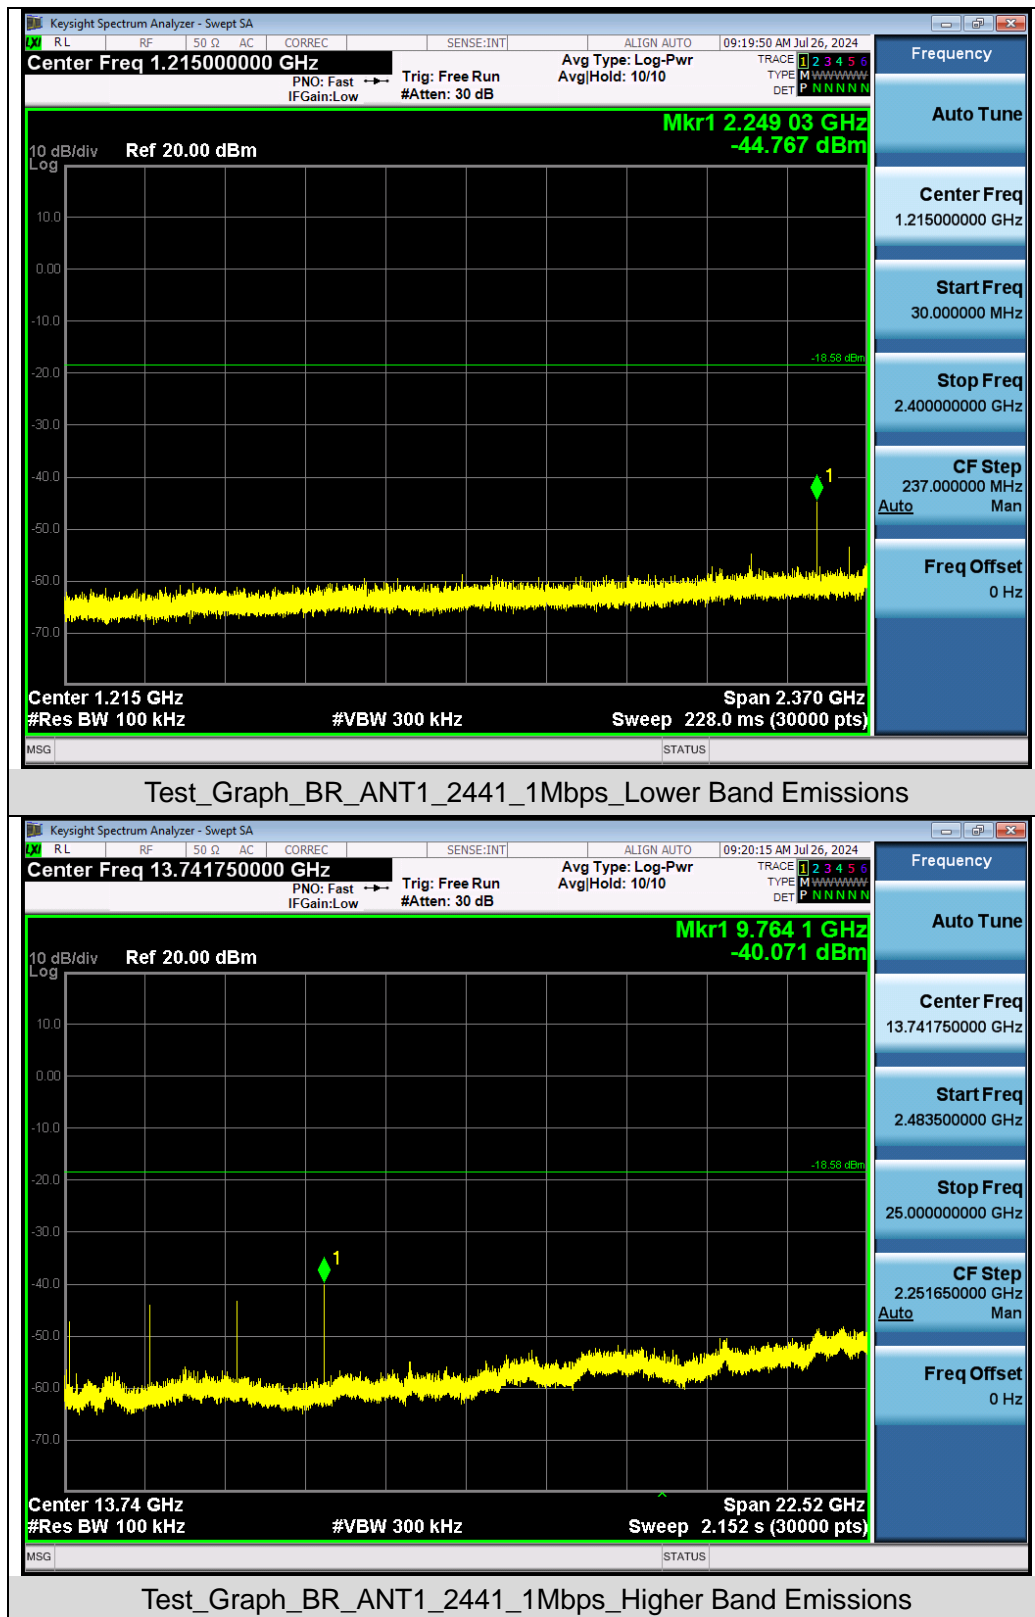 Keysight Spectrum Analyzer - Swept SA
LXI RL RF 50 Ω AC CORREC SENSE:INT ALIGN AUTO 09:19:50 AM Jul 26, 2024
Center Freq 1.215000000 GHz
PNO: Fast
IFGain:Low
Trig: Free Run
#Atten: 30 dB
Avg Type: Log-Pwr
Avg|Hold: 10/10
TRACE 1 2 3 4 5 6
TYPE M WWWWW
DET P N N N N N
Mkr1 2.249 03 GHz
-44.767 dBm
10 dB/div Ref 20.00 dBm
Log
10.0
0.00
-10.0
-18.58 dBm
-20.0
-30.0
-40.0
1
-50.0
-60.0
-70.0
Center 1.215 GHz Span 2.370 GHz
#Res BW 100 kHz #VBW 300 kHz Sweep 228.0 ms (30000 pts)
MSG STATUS
Frequency
Auto Tune
Center Freq
1.215000000 GHz
Start Freq
30.000000 MHz
Stop Freq
2.400000000 GHz
CF Step
237.000000 MHz
Auto Man
Freq Offset
0 Hz
Test_Graph_BR_ANT1_2441_1Mbps_Lower Band Emissions
Keysight Spectrum Analyzer - Swept SA
LXI RL RF 50 Ω AC CORREC SENSE:INT ALIGN AUTO 09:20:15 AM Jul 26, 2024
Center Freq 13.741750000 GHz
PNO: Fast
IFGain:Low
Trig: Free Run
#Atten: 30 dB
Avg Type: Log-Pwr
Avg|Hold: 10/10
TRACE 1 2 3 4 5 6
TYPE M WWWWW
DET P N N N N N
Mkr1 9.764 1 GHz
-40.071 dBm
10 dB/div Ref 20.00 dBm
Log
10.0
0.00
-10.0
-18.58 dBm
-20.0
-30.0
1
-40.0
-50.0
-60.0
-70.0
Center 13.74 GHz Span 22.52 GHz
#Res BW 100 kHz #VBW 300 kHz Sweep 2.152 s (30000 pts)
MSG STATUS
Frequency
Auto Tune
Center Freq
13.741750000 GHz
Start Freq
2.483500000 GHz
Stop Freq
25.000000000 GHz
CF Step
2.251650000 GHz
Auto Man
Freq Offset
0 Hz
Test_Graph_BR_ANT1_2441_1Mbps_Higher Band Emissions